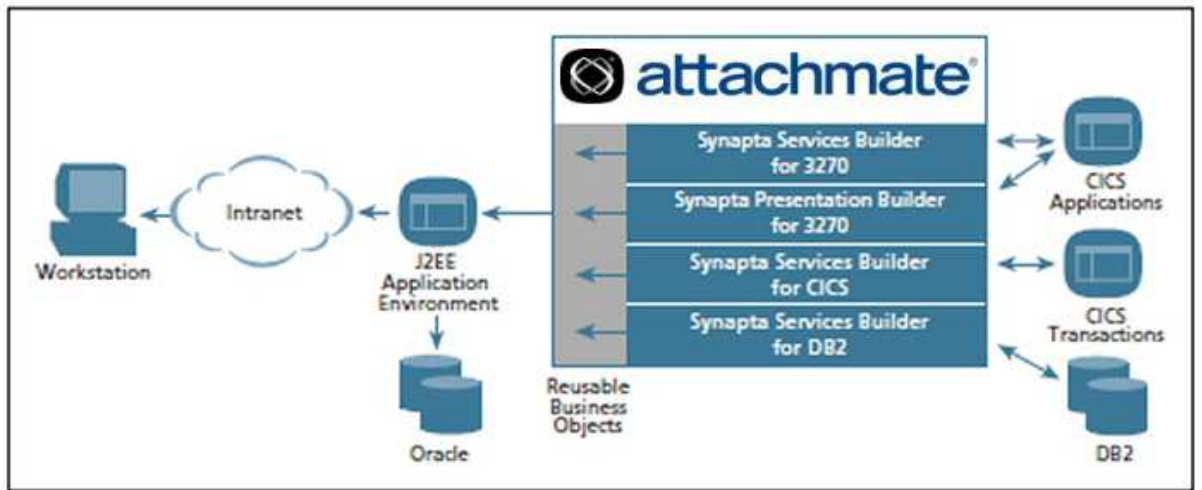 attachmate®
Synapta Services Builder
for 3270
Synapta Presentation Builder
for 3270
Synapta Services Builder
for CICS
Synapta Services Builder
for DB2
Workstation
Intranet
J2EE
Application
Environment
Oracle
Reusable
Business
Objects
CICS
Applications
CICS
Transactions
DB2